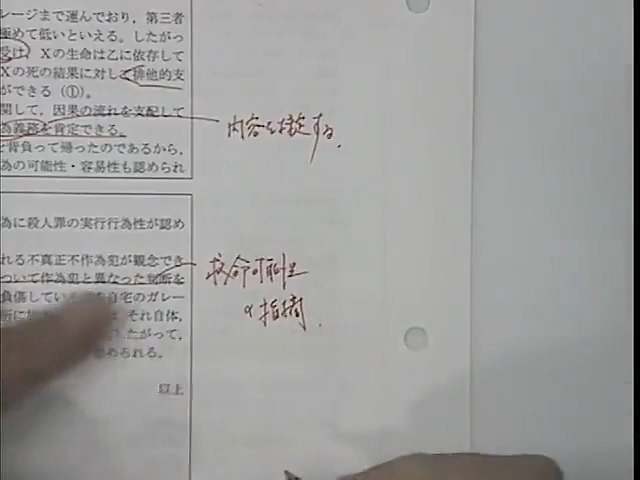 レージまで運んでおり，第三者
極めて低いといえる。したがっ
受け，Ｘの生命は乙に依存して
Ｘの死の結果に対して排他的支
ができる（①）。
関して，因果の流れを支配して
為義務を肯定できる。
背負って帰ったのであるから，
為の可能性・容易性も認められ
内容を特定する.
為に殺人罪の実行行為性が認め
れる不真正不作為犯が観念でき
ついて作為犯と異なった判断を
負傷している 自宅のガレー
それ自体，
たがって，
められる。
以上
救命可能性
の指摘.